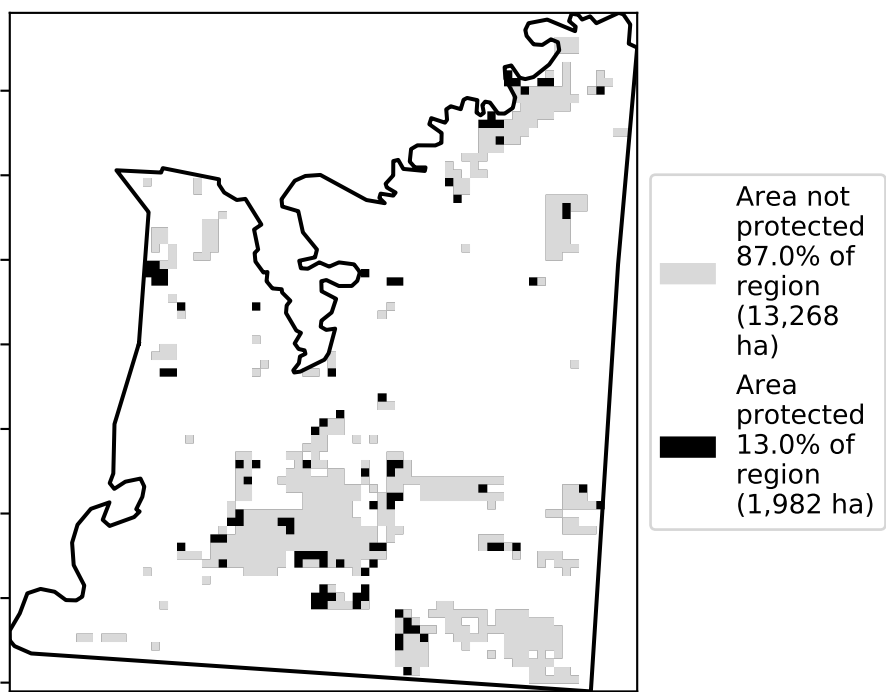 Area not
protected
87.0% of
region
(13,268
ha)
Area
protected
13.0% of
region
(1,982 ha)